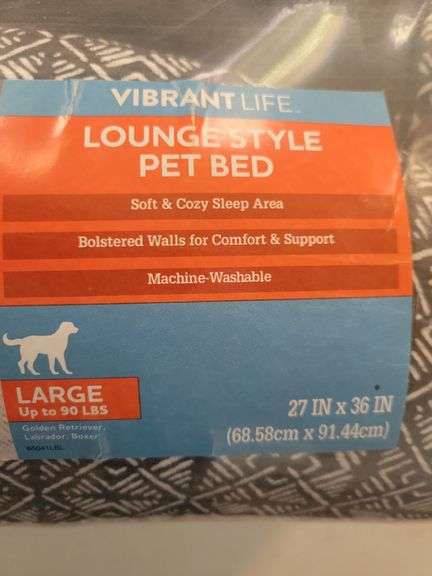 VIBRANT LIFE™
LOUNGE STYLE
PET BED
Soft & Cozy Sleep Area
Bolstered Walls for Comfort & Support
Machine-Washable
LARGE
Up to 90 LBS
Golden Retriever,
Labrador, Boxer
27 IN x 36 IN
(68.58cm x 91.44cm)